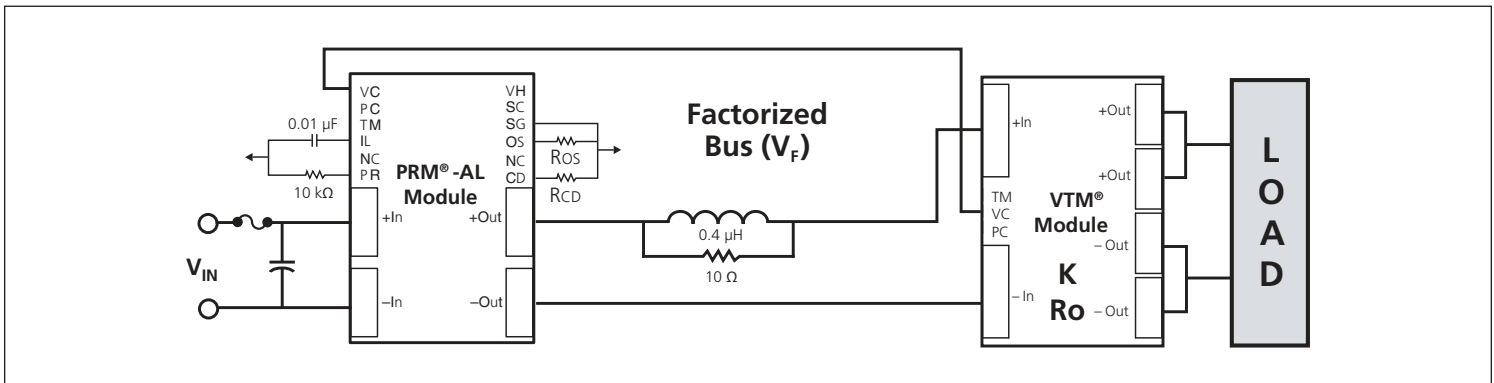 VC
PC
TM
IL
NC
PR
0.01 µF
10 kΩ
VH
SC
SG
OS
NC
CD
ROS
RCD
PRM® -AL
Module
+In
–In
+Out
–Out
VIN
Factorized
Bus (VF)
0.4 µH
10 Ω
+In
TM
VC
PC
– In
VTM®
Module
K
Ro
+Out
+Out
– Out
– Out
L
O
A
D